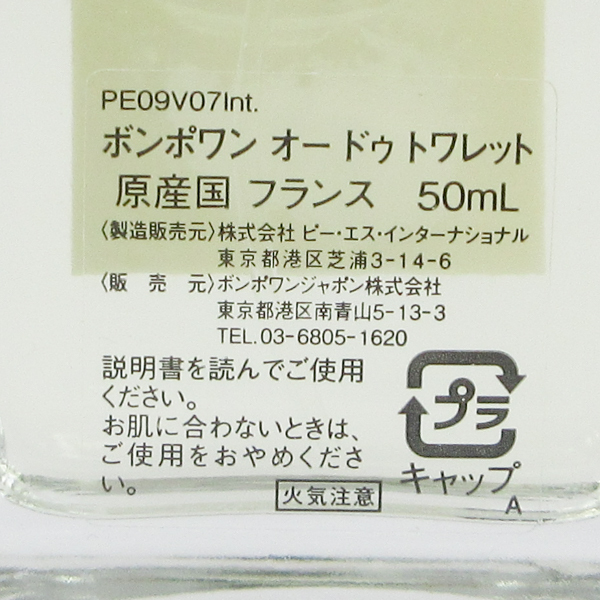 PE09V07Int.
ボンポワン オー ドゥ トワレット
原産国 フランス 50mL
〈製造販売元〉株式会社 ピー・エス・インターナショナル
東京都港区芝浦3-14-6
〈販 売 元〉ボンポワンジャポン株式会社
東京都港区南青山5-13-3
TEL.03-6805-1620
説明書を読んでご使用
ください。
お肌に合わないときは、
ご使用をおやめくださ
い。
火気注意
プラ
キャップ
A